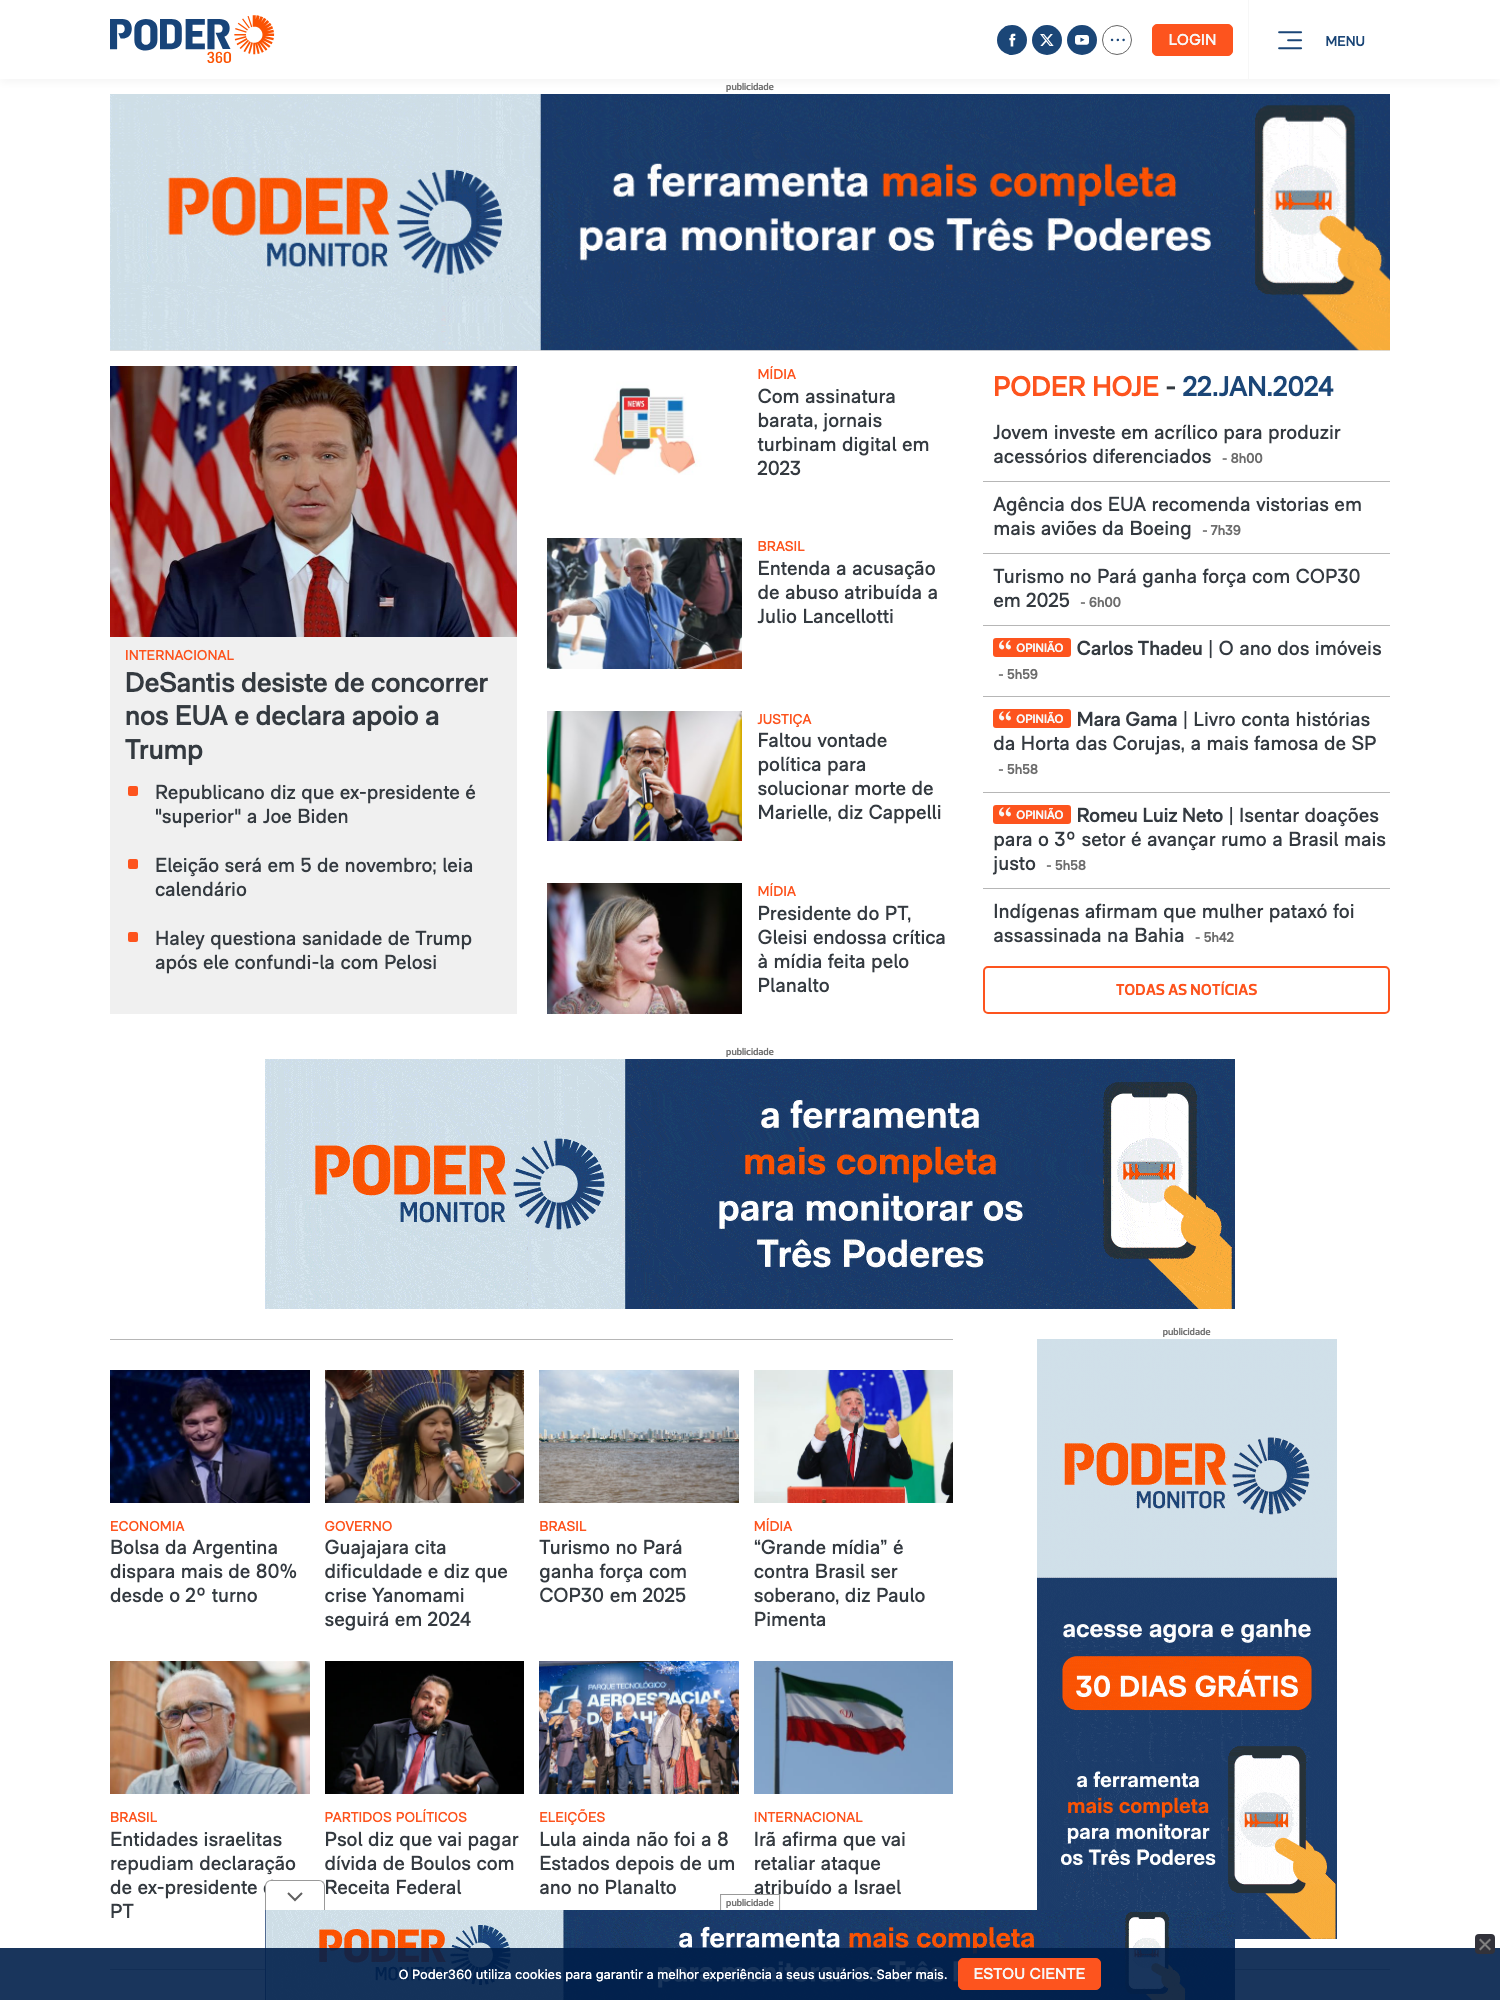 PODER
360
LOGIN
MENU
publicidade
PODER
MONITOR
a ferramenta mais completa
para monitorar os Três Poderes
INTERNACIONAL
DeSantis desiste de concorrer
nos EUA e declara apoio a
Trump
Republicano diz que ex-presidente é
"superior" a Joe Biden
Eleição será em 5 de novembro; leia
calendário
Haley questiona sanidade de Trump
após ele confundi-la com Pelosi
NEWS
MÍDIA
Com assinatura
barata, jornais
turbinam digital em
2023
BRASIL
Entenda a acusação
de abuso atribuída a
Julio Lancellotti
JUSTIÇA
Faltou vontade
política para
solucionar morte de
Marielle, diz Cappelli
MÍDIA
Presidente do PT,
Gleisi endossa crítica
à mídia feita pelo
Planalto
PODER HOJE - 22.JAN.2024
Jovem investe em acrílico para produzir
acessórios diferenciados - 8h00
Agência dos EUA recomenda vistorias em
mais aviões da Boeing - 7h39
Turismo no Pará ganha força com COP30
em 2025 - 6h00
OPINIÃO Carlos Thadeu | O ano dos imóveis
- 5h59
OPINIÃO Mara Gama | Livro conta histórias
da Horta das Corujas, a mais famosa de SP
- 5h58
OPINIÃO Romeu Luiz Neto | Isentar doações
para o 3º setor é avançar rumo a Brasil mais
justo - 5h58
Indígenas afirmam que mulher pataxó foi
assassinada na Bahia - 5h42
TODAS AS NOTÍCIAS
publicidade
PODER
MONITOR
a ferramenta
mais completa
para monitorar os
Três Poderes
ECONOMIA
Bolsa da Argentina
dispara mais de 80%
desde o 2º turno
GOVERNO
Guajajara cita
dificuldade e diz que
crise Yanomami
seguirá em 2024
BRASIL
Turismo no Pará
ganha força com
COP30 em 2025
MÍDIA
“Grande mídia” é
contra Brasil ser
soberano, diz Paulo
Pimenta
BRASIL
Entidades israelitas
repudiam declaração
de ex-presidente
PT
PARTIDOS POLÍTICOS
Psol diz que vai pagar
dívida de Boulos com
Receita Federal
PARQUE TECNOLÓGICO
AEROESPACIAL
ELEIÇÕES
Lula ainda não foi a 8
Estados depois de um
ano no Planalto
INTERNACIONAL
Irã afirma que vai
retaliar ataque
atribuído a Israel
publicidade
PODER
MONITOR
acesse agora e ganhe
30 DIAS GRÁTIS
a ferramenta
mais completa
para monitorar
os Três Poderes
publicidade
PODER
a ferramenta mais completa
O Poder360 utiliza cookies para garantir a melhor experiência a seus usuários. Saber mais.
ESTOU CIENTE